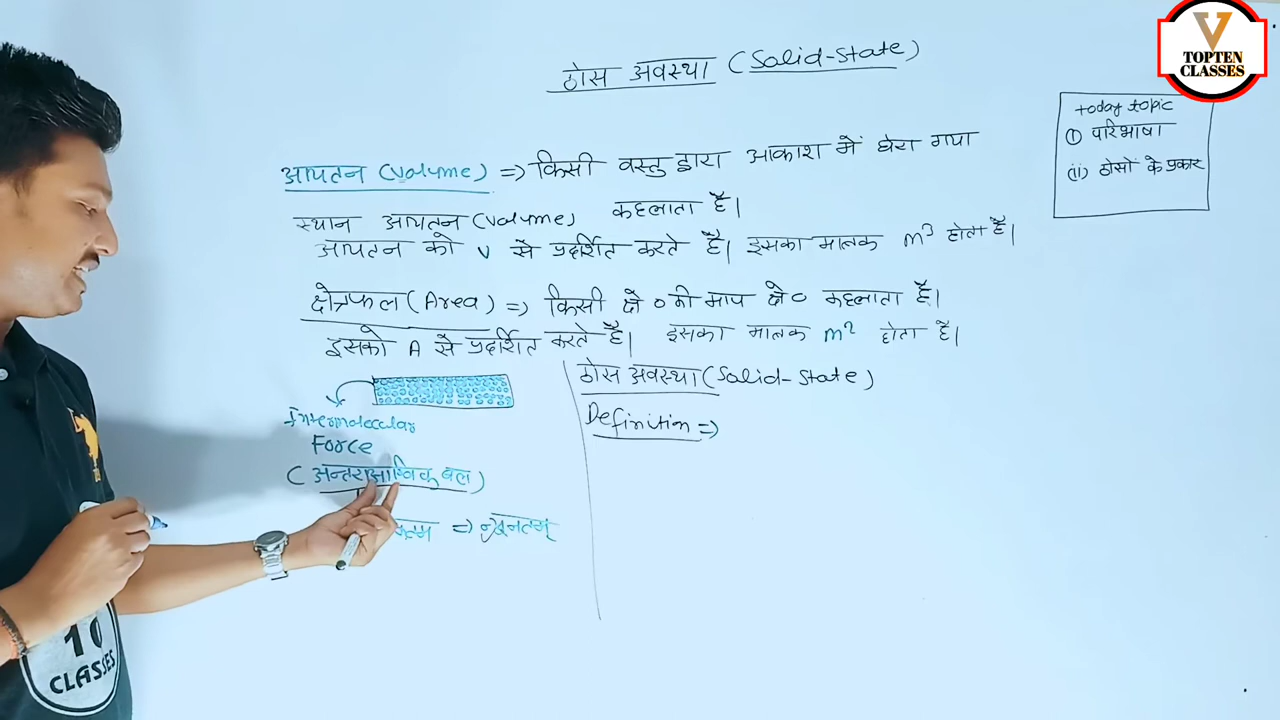 ठोस अवस्था (Solid-State)
V
TOPTEN
CLASSES
today topic
(i) परिभाषा
(ii) ठोसो के प्रकार
आयतन (Volume) => किसी वस्तु द्वारा आकाश में घेरा गया
स्थान आयतन (Volume) कहलाता है।
आयतन को V से प्रदर्शित करते हैं। इसका मात्रक m³ होता है।
क्षेत्रफल (Area) => किसी क्षे० की माप क्षे० कहलाता है।
इसको A से प्रदर्शित करते हैं। इसका मात्रक m² होता है।
Intermolecular
Force
(अन्तराआण्विक बल)
=> न्यूनतम्
ठोस अवस्था (Solid-State)
Definition =>
10
CLASSES